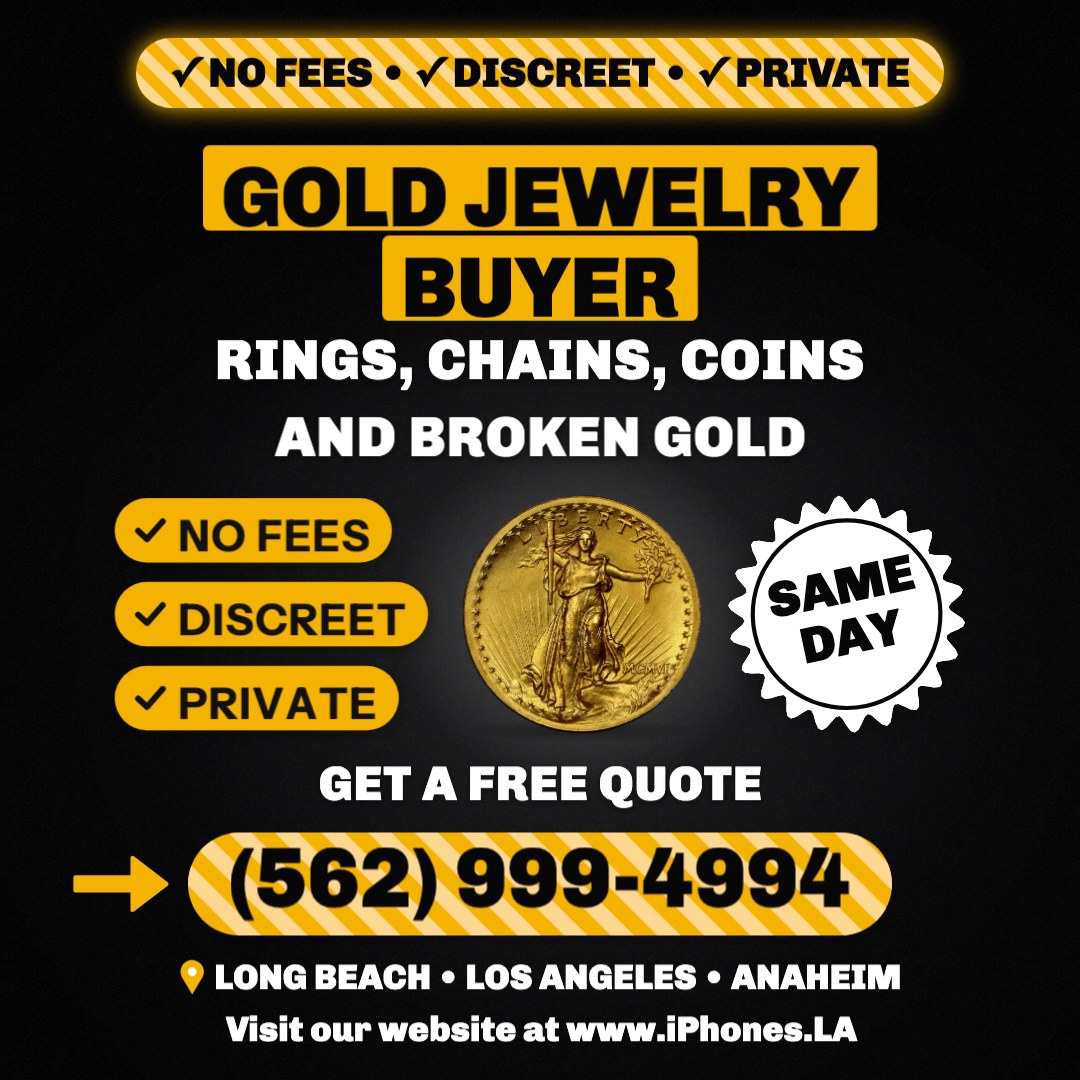 ✓NO FEES • ✓DISCREET • ✓PRIVATE
GOLD JEWELRY
BUYER
RINGS, CHAINS, COINS
AND BROKEN GOLD
✓ NO FEES
✓ DISCREET
✓ PRIVATE
LIBERTY
SAME
DAY
GET A FREE QUOTE
(562) 999-4994
LONG BEACH • LOS ANGELES • ANAHEIM
Visit our website at www.iPhones.LA